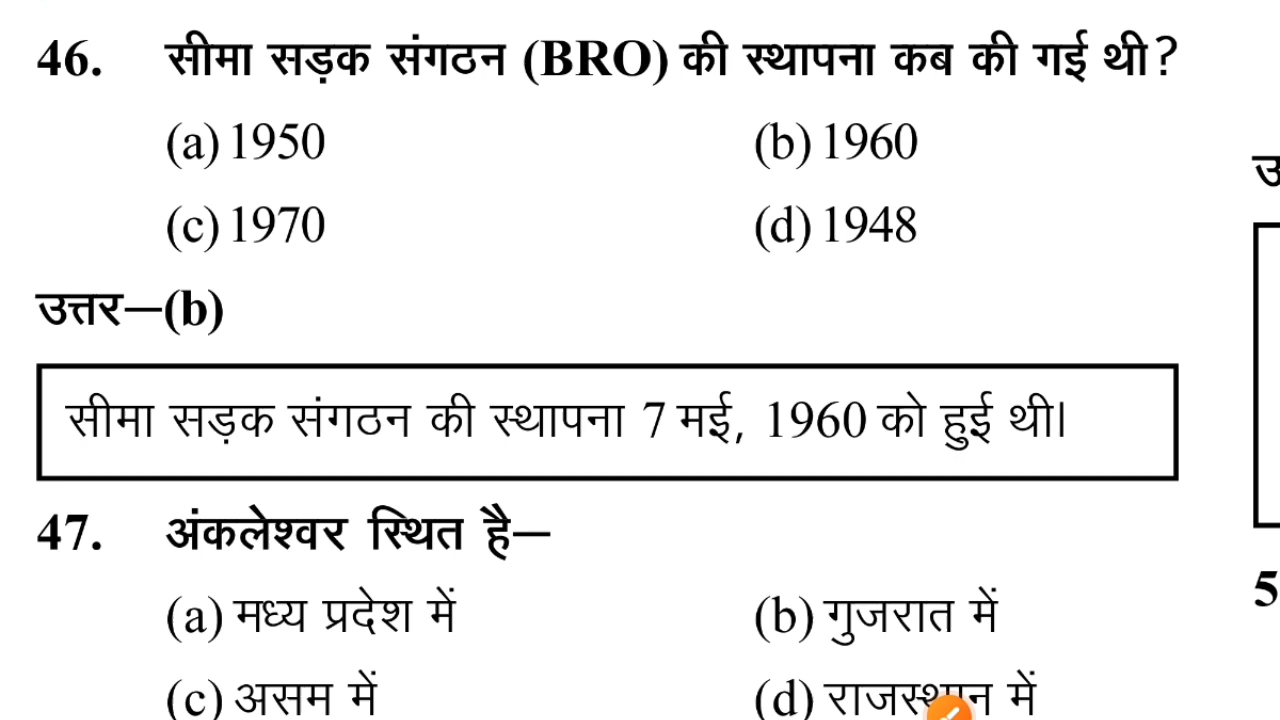 46. सीमा सड़क संगठन (BRO) की स्थापना कब की गई थी?
(a) 1950 (b) 1960
(c) 1970 (d) 1948
उत्तर—(b)
सीमा सड़क संगठन की स्थापना 7 मई, 1960 को हुई थी।
47. अंकलेश्वर स्थित है—
(a) मध्य प्रदेश में (b) गुजरात में
(c) असम में (d) राजस्थान में
5